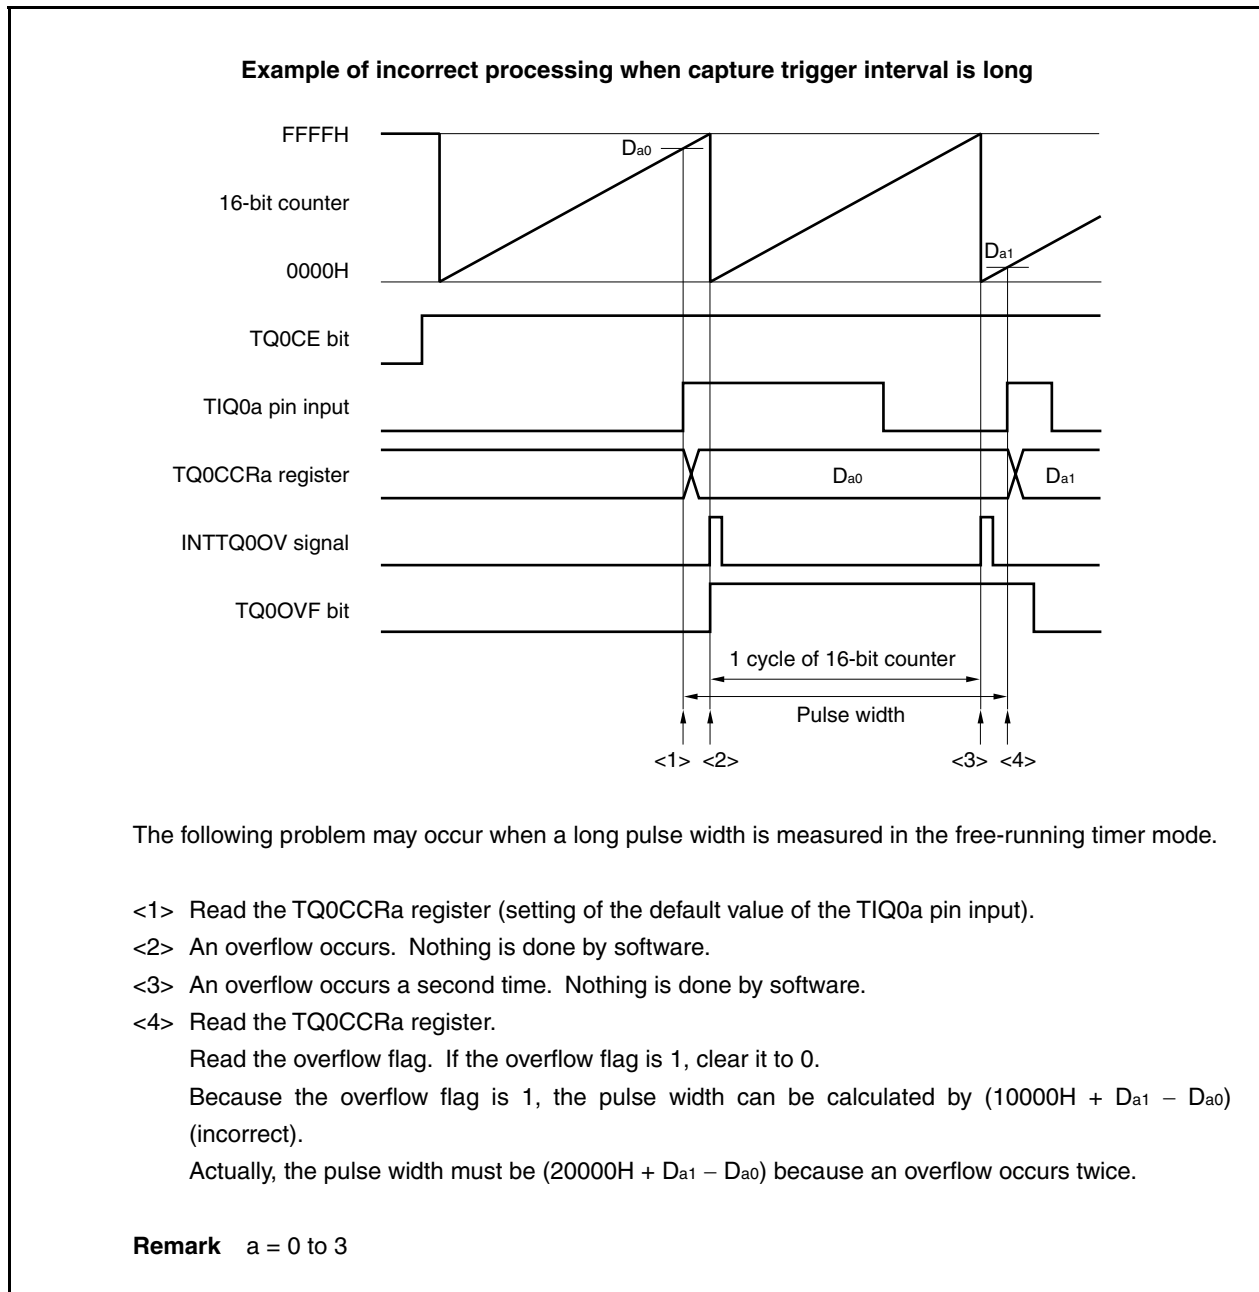 Example of incorrect processing when capture trigger interval is long
FFFFH
Da0
16-bit counter
Da1
0000H
TQ0CE bit
TIQ0a pin input
TQ0CCRa register
Da0
Da1
INTTQ0OV signal
TQ0OVF bit
1 cycle of 16-bit counter
Pulse width
<1> <2> <3> <4>
The following problem may occur when a long pulse width is measured in the free-running timer mode.
<1> Read the TQ0CCRa register (setting of the default value of the TIQ0a pin input).
<2> An overflow occurs. Nothing is done by software.
<3> An overflow occurs a second time. Nothing is done by software.
<4> Read the TQ0CCRa register.
Read the overflow flag. If the overflow flag is 1, clear it to 0.
Because the overflow flag is 1, the pulse width can be calculated by (10000H + Da1 − Da0)
(incorrect).
Actually, the pulse width must be (20000H + Da1 − Da0) because an overflow occurs twice.
Remark a = 0 to 3